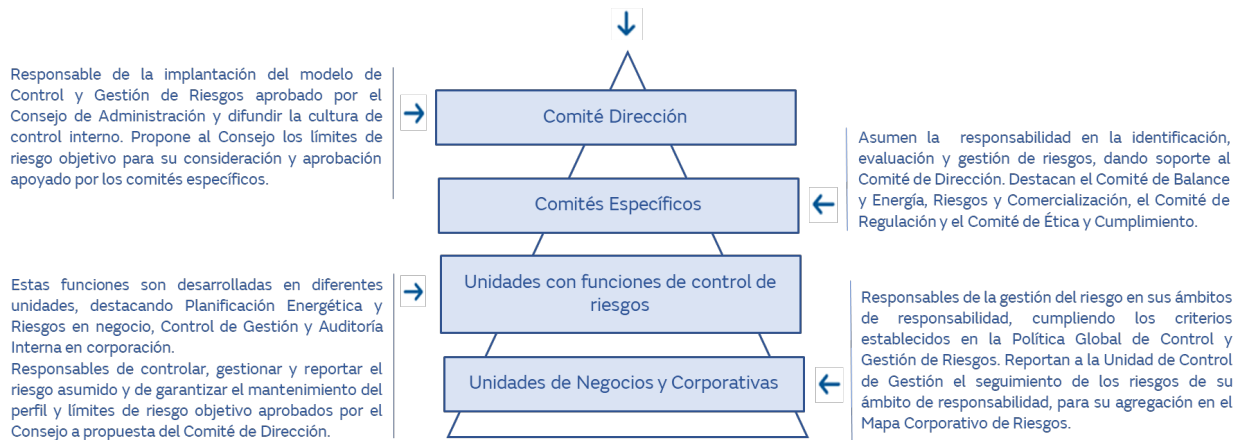 Responsable de la implantación del modelo de
Control y Gestión de Riesgos aprobado por el
Consejo de Administración y difundir la cultura de
control interno. Propone al Consejo los límites de
riesgo objetivo para su consideración y aprobación
apoyado por los comités específicos.
Comité Dirección
Asumen la responsabilidad en la identificación,
evaluación y gestión de riesgos, dando soporte al
Comité de Dirección. Destacan el Comité de Balance
y Energía, Riesgos y Comercialización, el Comité de
Regulación y el Comité de Ética y Cumplimiento.
Comités Específicos
Estas funciones son desarrolladas en diferentes
unidades, destacando Planificación Energética y
Riesgos en negocio, Control de Gestión y Auditoría
Interna en corporación.
Responsables de controlar, gestionar y reportar el
riesgo asumido y de garantizar el mantenimiento del
perfil y límites de riesgo objetivo aprobados por el
Consejo a propuesta del Comité de Dirección.
Unidades con funciones de control de
riesgos
Responsables de la gestión del riesgo en sus ámbitos
de responsabilidad, cumpliendo los criterios
establecidos en la Política Global de Control y
Gestión de Riesgos. Reportan a la Unidad de Control
de Gestión el seguimiento de los riesgos de su
ámbito de responsabilidad, para su agregación en el
Mapa Corporativo de Riesgos.
Unidades de Negocios y Corporativas